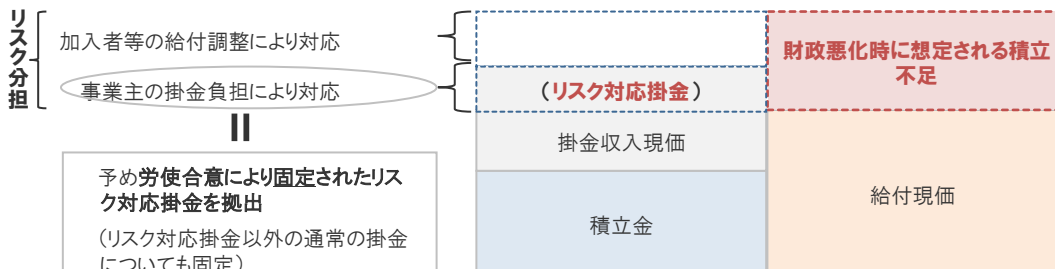 リスク分担
加入者等の給付調整により対応
事業主の掛金負担により対応
=
予め労使合意により固定されたリス
ク対応掛金を拠出
(リスク対応掛金以外の通常の掛金
についても固定)
(リスク対応掛金)
掛金収入現価
積立金
財政悪化時に想定される積立
不足
給付現価